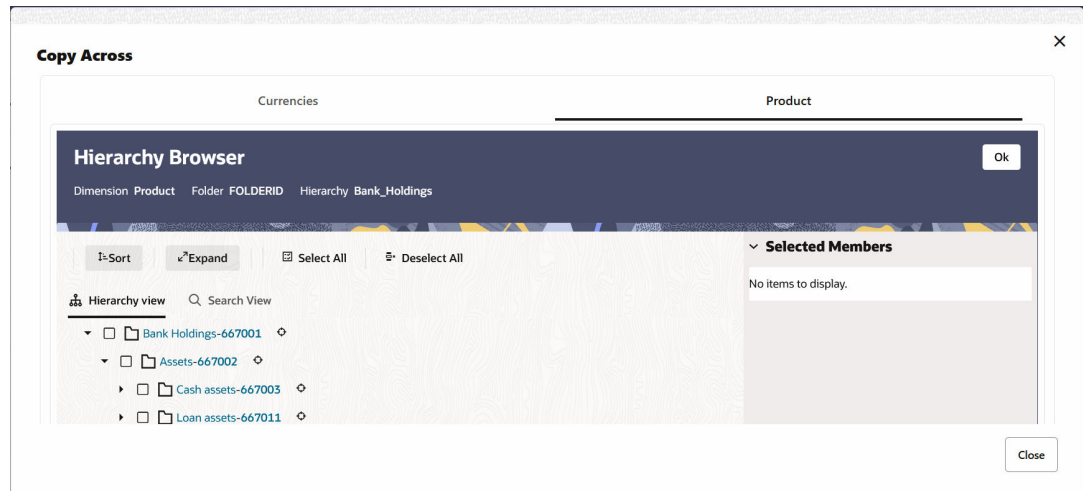 Copy Across
Currencies Product
Hierarchy Browser
Ok
Dimension Product Folder FOLDERID Hierarchy Bank_Holdings
Sort Expand Select All Deselect All
Selected Members
No items to display.
Hierarchy view Search View
Bank Holdings-667001
Assets-667002
Cash assets-667003
Loan assets-667011
Close